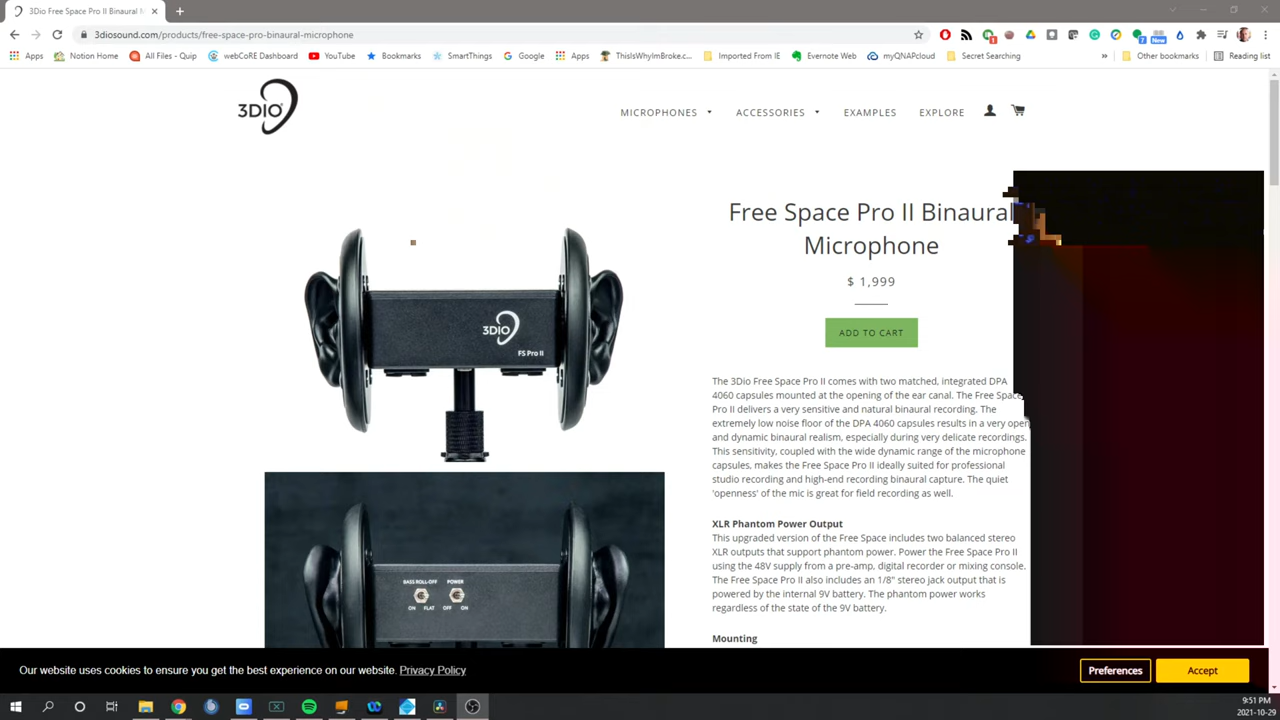 3Dio Free Space Pro II Binaural M
3diosound.com/products/free-space-pro-binaural-microphone
Apps
Notion Home
All Files - Quip
webCoRE Dashboard
YouTube
Bookmarks
SmartThings
Google
Apps
ThisIsWhyImBroke.c...
Imported From IE
Evernote Web
myQNAPcloud
Secret Searching
»
Other bookmarks
Reading list
3DIO
MICROPHONES
ACCESSORIES
EXAMPLES
EXPLORE
Free Space Pro II Binaural
Microphone
$ 1,999
ADD TO CART
3DIO
FS Pro II
The 3Dio Free Space Pro II comes with two matched, integrated DPA
4060 capsules mounted at the opening of the ear canal. The Free Space
Pro II delivers a very sensitive and natural binaural recording. The
extremely low noise floor of the DPA 4060 capsules results in a very open
and dynamic binaural realism, especially during very delicate recordings.
This sensitivity, coupled with the wide dynamic range of the microphone
capsules, makes the Free Space Pro II ideally suited for professional
studio recording and high-end recording binaural capture. The quiet
'openness' of the mic is great for field recording as well.
XLR Phantom Power Output
This upgraded version of the Free Space includes two balanced stereo
XLR outputs that support phantom power. Power the Free Space Pro II
using the 48V supply from a pre-amp, digital recorder or mixing console.
The Free Space Pro II also includes an 1/8" stereo jack output that is
powered by the internal 9V battery. The phantom power works
regardless of the state of the 9V battery.
Mounting
BASS ROLL-OFF POWER
ON FLAT OFF ON
Our website uses cookies to ensure you get the best experience on our website. Privacy Policy
Preferences
Accept
9:51 PM
2021-10-29